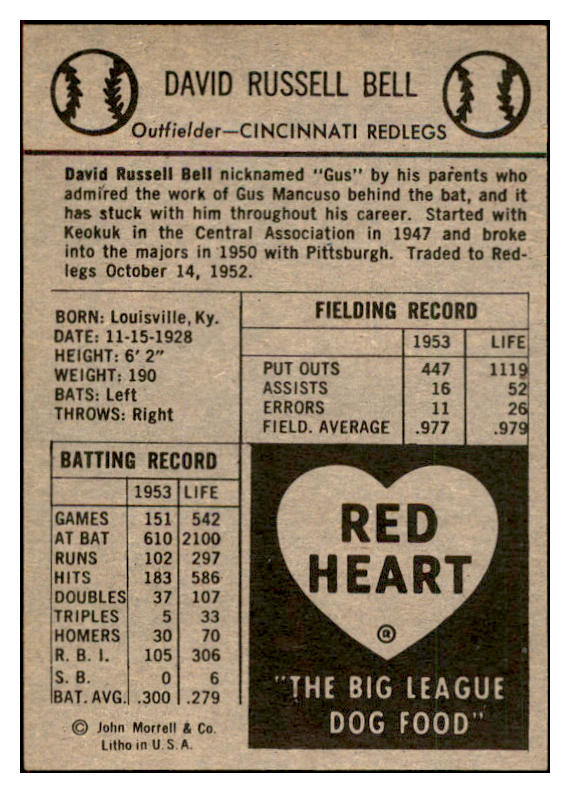 DAVID RUSSELL BELL
Outfielder—CINCINNATI REDLEGS
David Russell Bell nicknamed "Gus" by his parents who
admired the work of Gus Mancuso behind the bat, and it
has stuck with him throughout his career. Started with
Keokuk in the Central Association in 1947 and broke
into the majors in 1950 with Pittsburgh. Traded to Red-
legs October 14, 1952.
BORN: Louisville, Ky.
DATE: 11-15-1928
HEIGHT: 6' 2"
WEIGHT: 190
BATS: Left
THROWS: Right
FIELDING RECORD
1953 LIFE
PUT OUTS 447 1119
ASSISTS 16 52
ERRORS 11 26
FIELD. AVERAGE .977 .979
BATTING RECORD
1953 LIFE
GAMES 151 542
AT BAT 610 2100
RUNS 102 297
HITS 183 586
DOUBLES 37 107
TRIPLES 5 33
HOMERS 30 70
R. B. I. 105 306
S. B. 0 6
BAT. AVG. .300 .279
© John Morrell & Co.
Litho in U. S. A.
RED
HEART
®
"THE BIG LEAGUE
DOG FOOD"